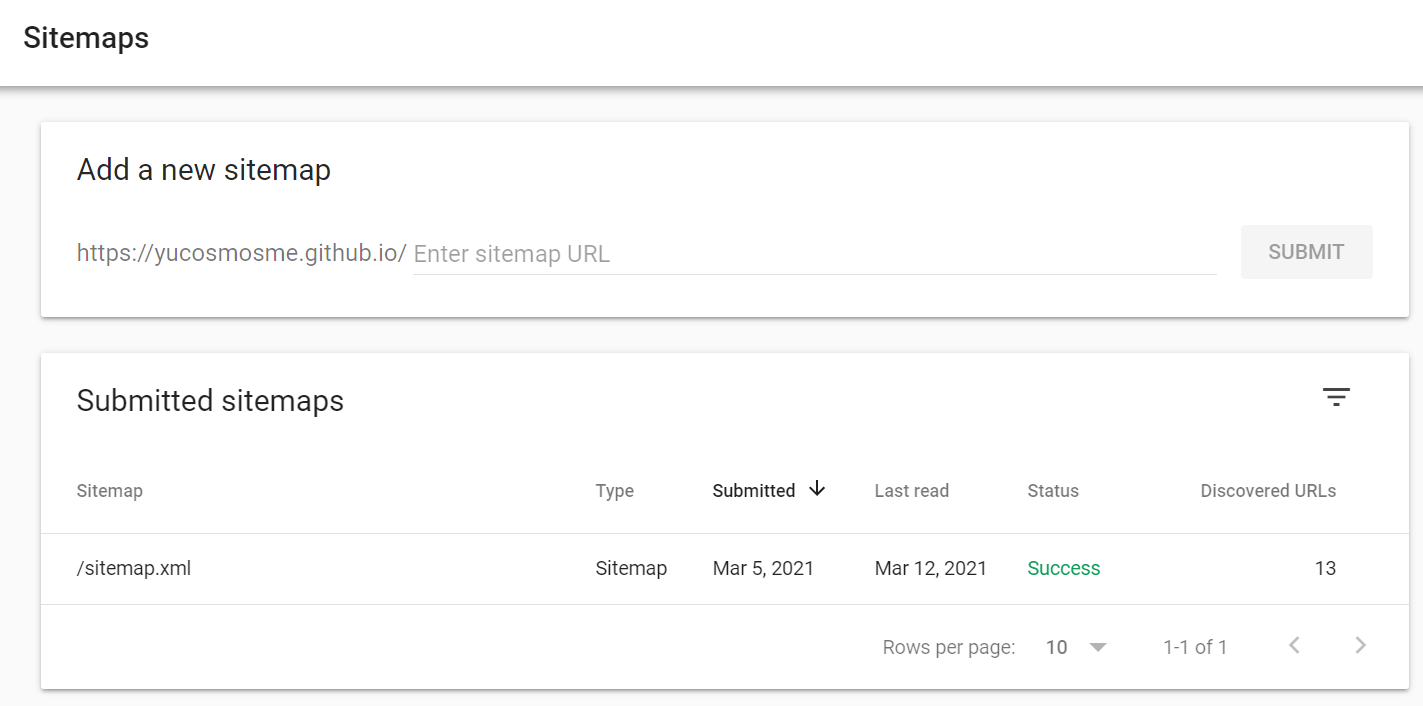 Sitemaps
Add a new sitemap
https://yucosmosme.github.io/ Enter sitemap URL SUBMIT
Submitted sitemaps
Sitemap Type Submitted Last read Status Discovered URLs
/sitemap.xml Sitemap Mar 5, 2021 Mar 12, 2021 Success 13
Rows per page: 10 1-1 of 1